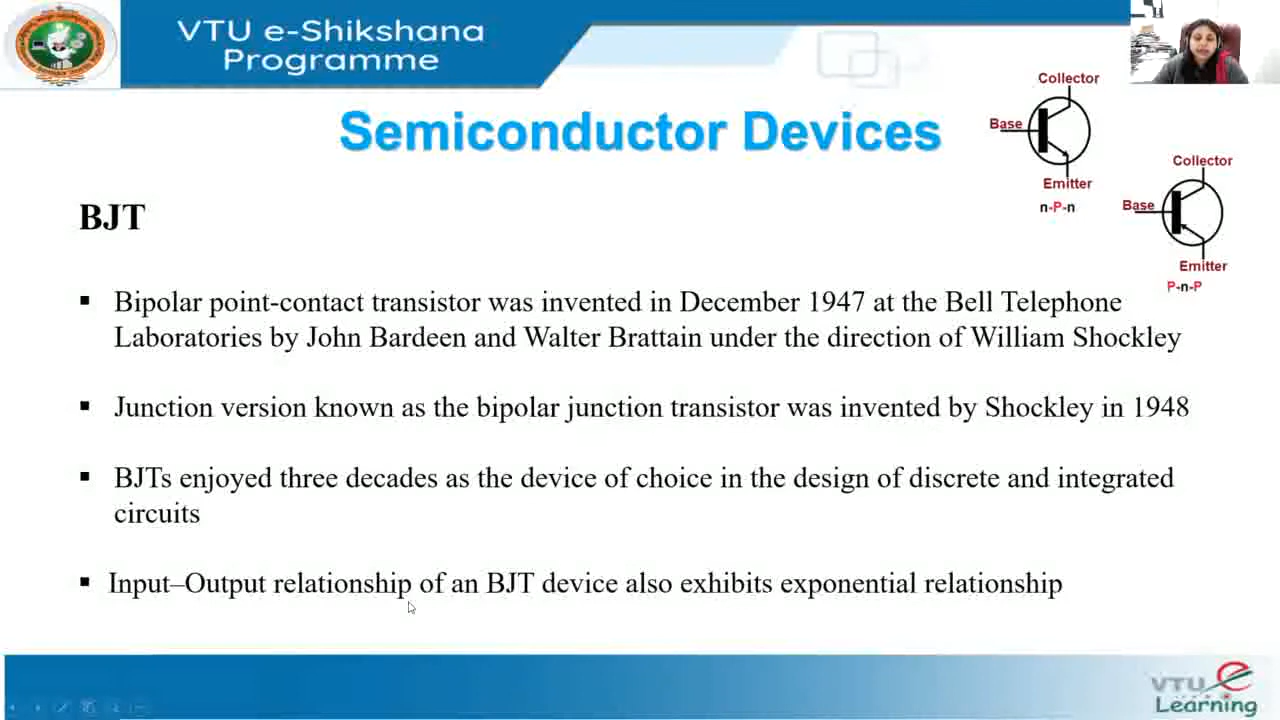 VTU e-Shikshana
Programme
Semiconductor Devices
Collector
Base
Emitter
n-P-n
Collector
Base
Emitter
P-n-P
BJT
▪ Bipolar point-contact transistor was invented in December 1947 at the Bell Telephone
Laboratories by John Bardeen and Walter Brattain under the direction of William Shockley
▪ Junction version known as the bipolar junction transistor was invented by Shockley in 1948
▪ BJTs enjoyed three decades as the device of choice in the design of discrete and integrated
circuits
▪ Input–Output relationship of an BJT device also exhibits exponential relationship
VTU e
Learning